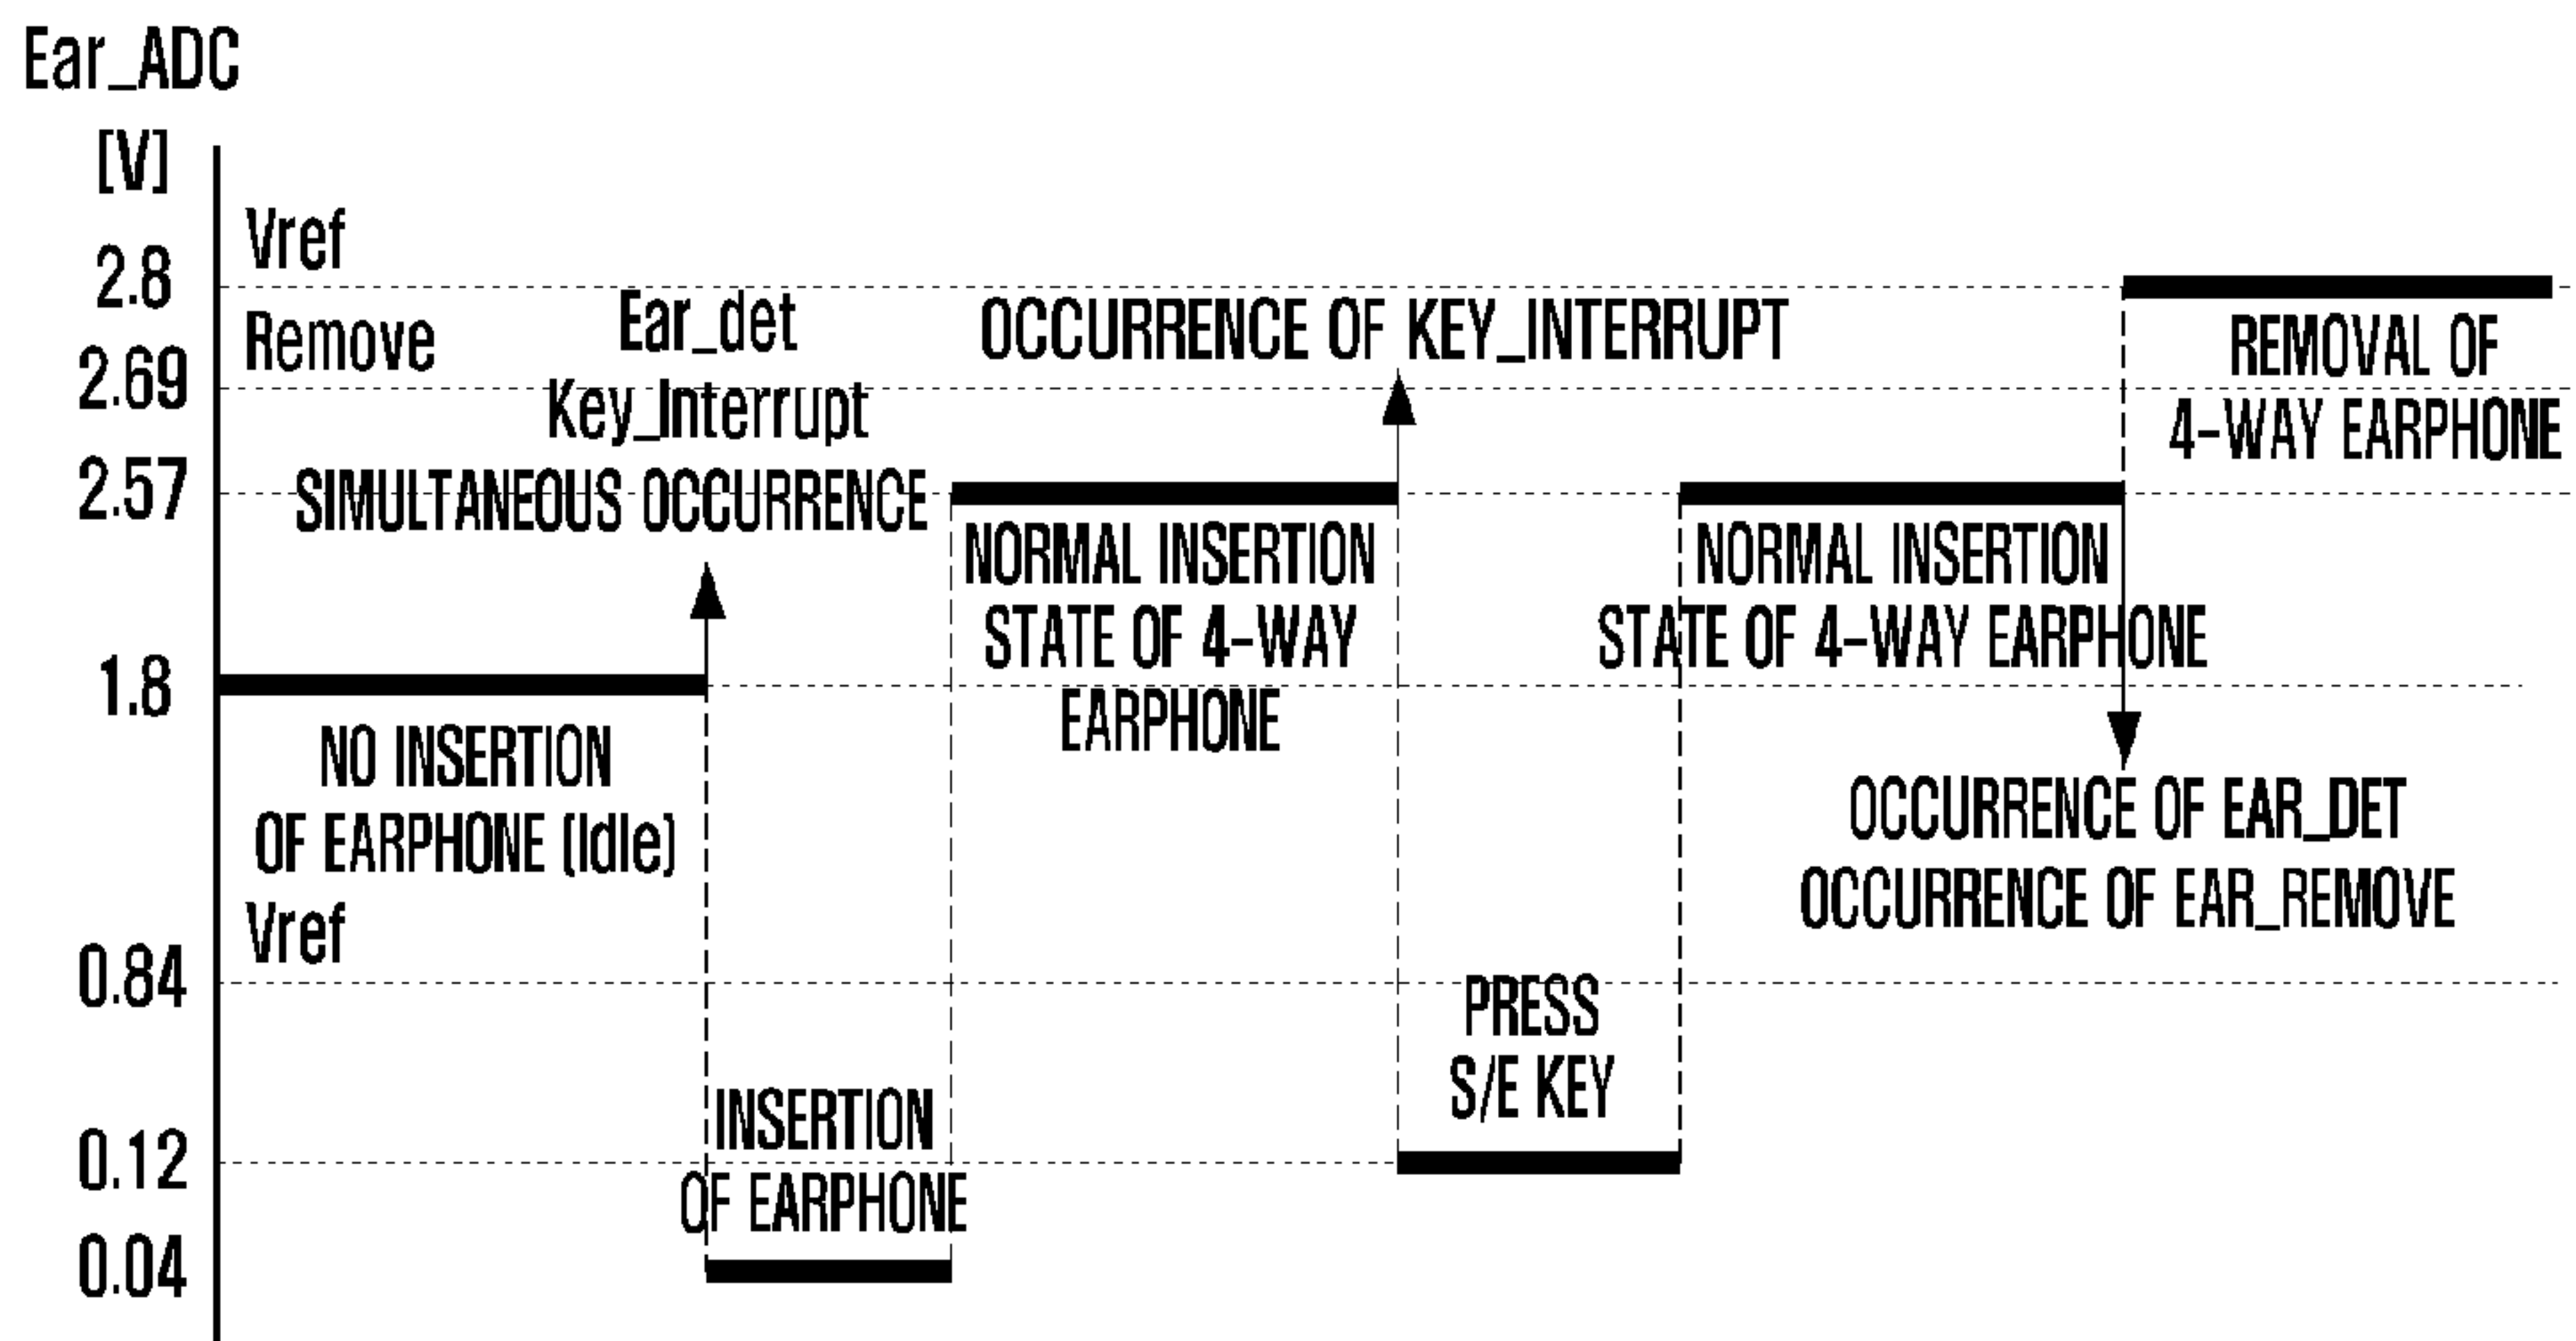 Ear_ADC
[V]
Vref
2.8
Remove
2.69
Ear_det
Key_Interrupt
SIMULTANEOUS OCCURRENCE
2.57
OCCURRENCE OF KEY_INTERRUPT
REMOVAL OF
4-WAY EARPHONE
NORMAL INSERTION
STATE OF 4-WAY
EARPHONE
NORMAL INSERTION
STATE OF 4-WAY EARPHONE
1.8
NO INSERTION
OF EARPHONE (Idle)
OCCURRENCE OF EAR_DET
OCCURRENCE OF EAR_REMOVE
Vref
0.84
PRESS
S/E KEY
INSERTION
OF EARPHONE
0.12
0.04